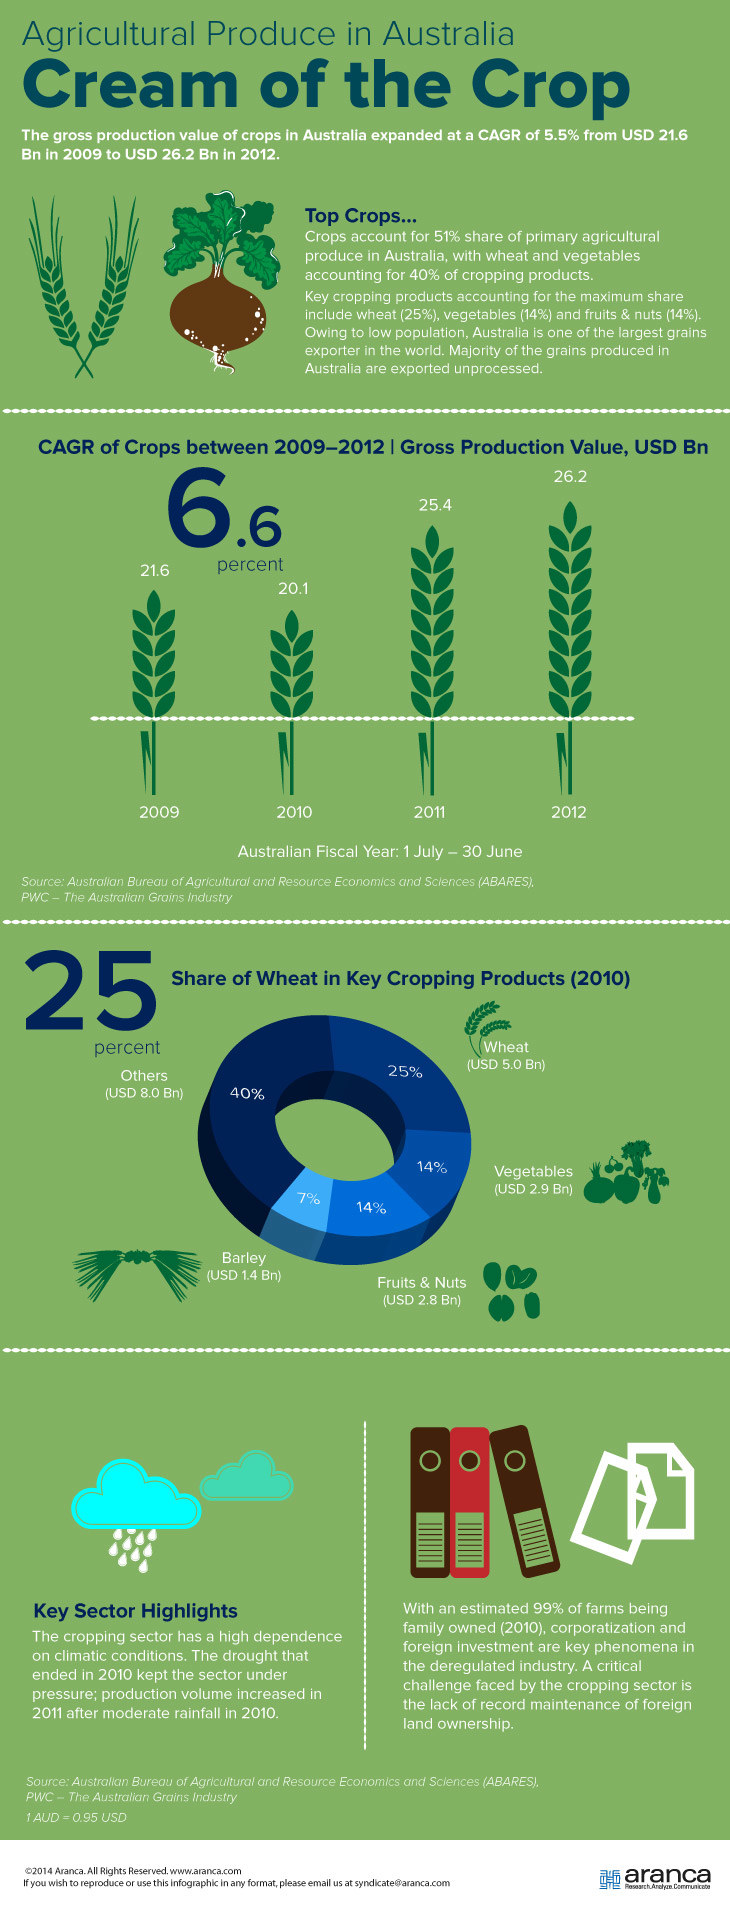 Agricultural Produce in Australia
Cream of the Crop
The gross production value of crops in Australia expanded at a CAGR of 5.5% from USD 21.6
Bn in 2009 to USD 26.2 Bn in 2012.
Top Crops...
Crops account for 51% share of primary agricultural
produce in Australia, with wheat and vegetables
accounting for 40% of cropping products.
Key cropping products accounting for the maximum share
include wheat (25%), vegetables (14%) and fruits & nuts (14%).
Owing to low population, Australia is one of the largest grains
exporter in the world. Majority of the grains produced in
Australia are exported unprocessed.
CAGR of Crops between 2009–2012 | Gross Production Value, USD Bn
6.6
percent
21.6
20.1
25.4
26.2
2009
2010
2011
2012
Australian Fiscal Year: 1 July – 30 June
Source: Australian Bureau of Agricultural and Resource Economics and Sciences (ABARES),
PWC – The Australian Grains Industry
25
percent
Share of Wheat in Key Cropping Products (2010)
Wheat
(USD 5.0 Bn)
Others
(USD 8.0 Bn)
25%
40%
14%
Vegetables
(USD 2.9 Bn)
7%
14%
Barley
(USD 1.4 Bn)
Fruits & Nuts
(USD 2.8 Bn)
Key Sector Highlights
The cropping sector has a high dependence
on climatic conditions. The drought that
ended in 2010 kept the sector under
pressure; production volume increased in
2011 after moderate rainfall in 2010.
With an estimated 99% of farms being
family owned (2010), corporatization and
foreign investment are key phenomena in
the deregulated industry. A critical
challenge faced by the cropping sector is
the lack of record maintenance of foreign
land ownership.
Source: Australian Bureau of Agricultural and Resource Economics and Sciences (ABARES),
PWC – The Australian Grains Industry
1 AUD = 0.95 USD
©2014 Aranca. All Rights Reserved. www.aranca.com
If you wish to reproduce or use this infographic in any format, please email us at syndicate@aranca.com
aranca
Research.Analyze.Communicate